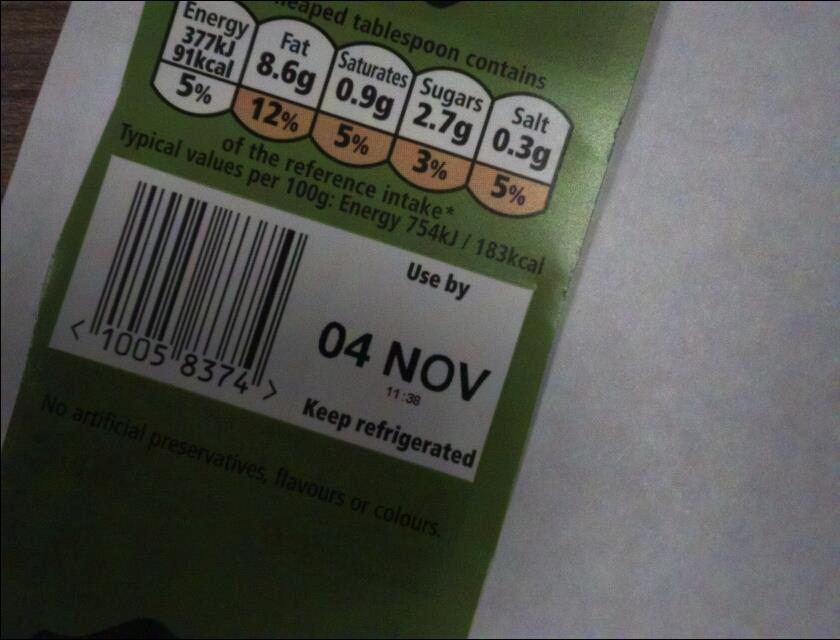 heaped tablespoon contains
Energy
377kJ
91kcal
5%
Fat
8.6g
12%
Saturates
0.9g
5%
Sugars
2.7g
3%
Salt
0.3g
5%
of the reference intake*
Typical values per 100g: Energy 754kJ / 183kcal
Use by
04 NOV
11:38
Keep refrigerated
< 1005 8374 >
No artificial preservatives, flavours or colours.